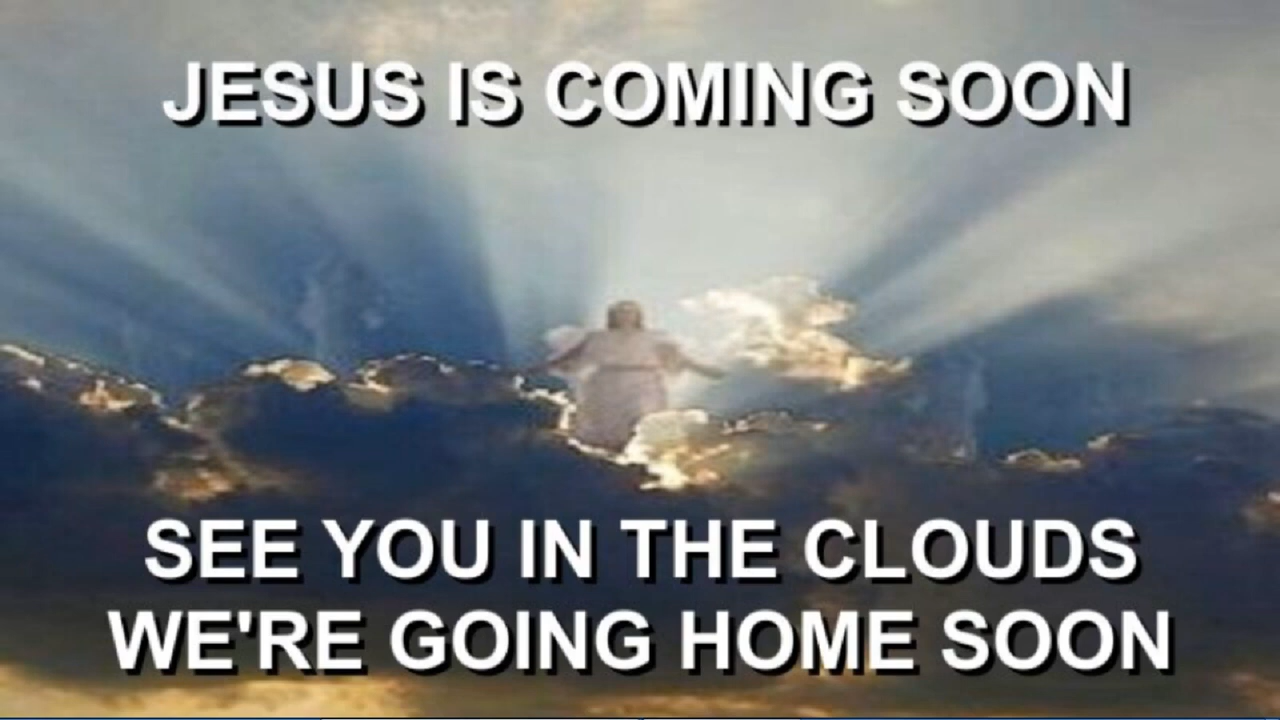 JESUS IS COMING SOON
SEE YOU IN THE CLOUDS
WE'RE GOING HOME SOON